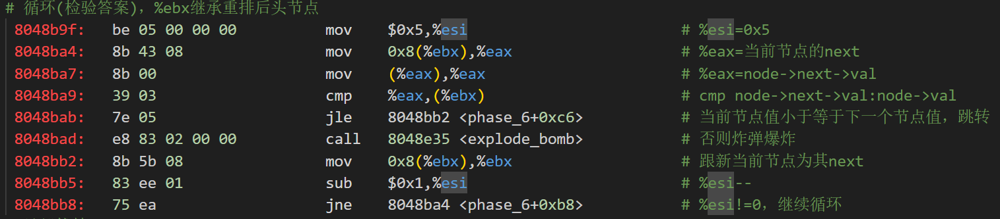 # 循环(检验答案)，%ebx继承重排后头节点
8048b9f: be 05 00 00 00 mov $0x5,%esi # %esi=0x5
8048ba4: 8b 43 08 mov 0x8(%ebx),%eax # %eax=当前节点的next
8048ba7: 8b 00 mov (%eax),%eax # %eax=node->next->val
8048ba9: 39 03 cmp %eax,(%ebx) # cmp node->next->val:node->val
8048bab: 7e 05 jle 8048bb2 <phase_6+0xc6> # 当前节点值小于等于下一个节点值，跳转
8048bad: e8 83 02 00 00 call 8048e35 <explode_bomb> # 否则炸弹爆炸
8048bb2: 8b 5b 08 mov 0x8(%ebx),%ebx # 跟新当前节点为其next
8048bb5: 83 ee 01 sub $0x1,%esi # %esi--
8048bb8: 75 ea jne 8048ba4 <phase_6+0xb8> # %esi!=0，继续循环